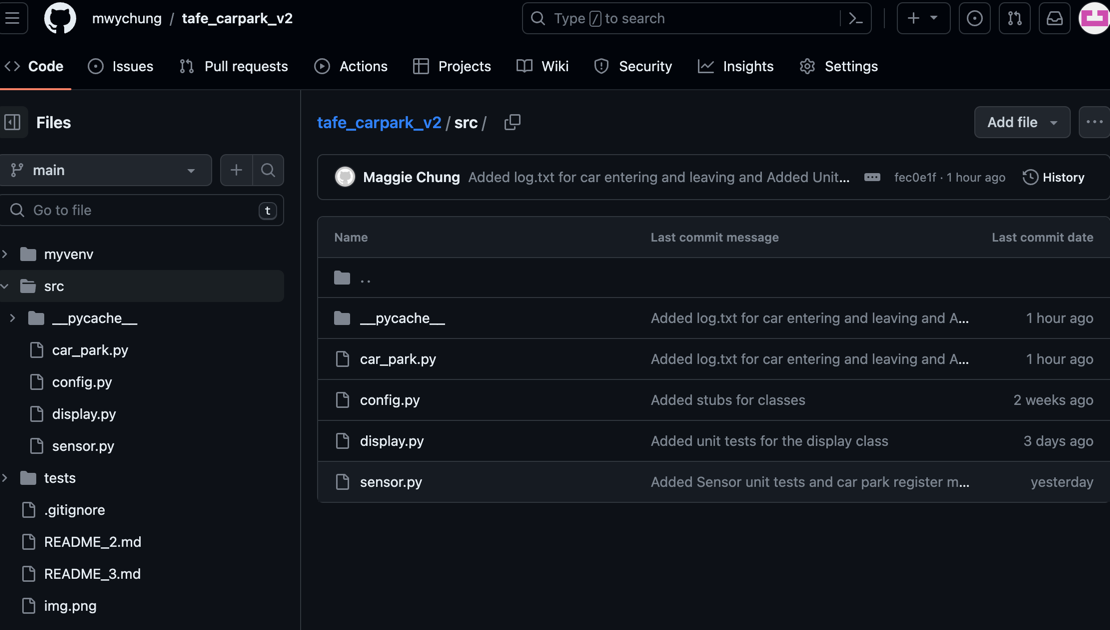 mwychung / tafe_carpark_v2
Type / to search
Code
Issues
Pull requests
Actions
Projects
Wiki
Security
Insights
Settings
Files
main
Go to file
t
myvenv
src
__pycache__
car_park.py
config.py
display.py
sensor.py
tests
.gitignore
README_2.md
README_3.md
img.png
tafe_carpark_v2 / src /
Add file
Maggie Chung Added log.txt for car entering and leaving and Added Unit... fec0e1f · 1 hour ago History
Name Last commit message Last commit date
..
__pycache__ Added log.txt for car entering and leaving and A... 1 hour ago
car_park.py Added log.txt for car entering and leaving and A... 1 hour ago
config.py Added stubs for classes 2 weeks ago
display.py Added unit tests for the display class 3 days ago
sensor.py Added Sensor unit tests and car park register m... yesterday